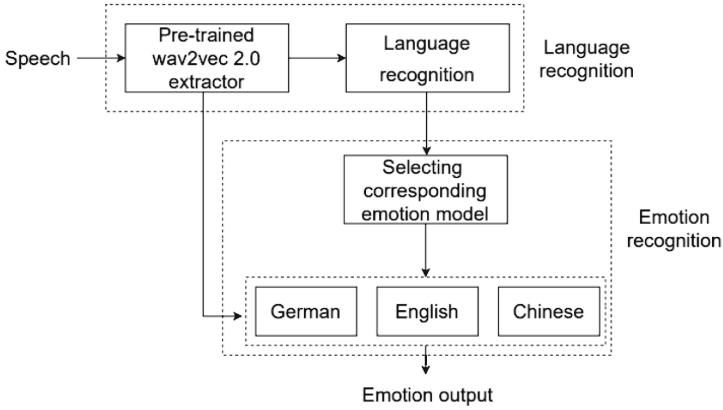 Speech
Pre-trained
wav2vec 2.0
extractor
Language
recognition
Language
recognition
Selecting
corresponding
emotion model
Emotion
recognition
German
English
Chinese
Emotion output